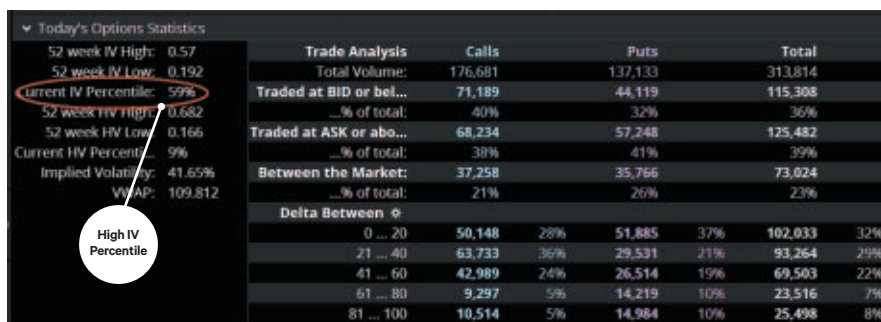 Today's Options Statistics
52 week IV High: 0.57 Trade Analysis Calls Puts Total
52 week IV Low: 0.192 Total Volume: 176,681 137,133 313,814
Current IV Percentile: 59% Traded at BID or bel... 71,189 44,119 115,308
52 week HV High: 0.682 ...% of total: 40% 32% 36%
52 week HV Low: 0.166 Traded at ASK or abo... 68,234 57,248 125,482
Current HV Percenti... 9% ...% of total: 38% 41% 39%
Implied Volatility: 41.65% Between the Market: 37,258 35,766 73,024
VWAP: 109.812 ...% of total: 21% 26% 23%
Delta Between
0 ... 20 50,148 28% 51,885 37% 102,033 32%
21 ... 40 63,733 36% 29,531 21% 93,264 29%
41 ... 60 42,989 24% 26,514 19% 69,503 22%
61 ... 80 9,297 5% 14,219 10% 23,516 7%
81 ... 100 10,514 5% 14,984 10% 25,498 8%
High IV
Percentile